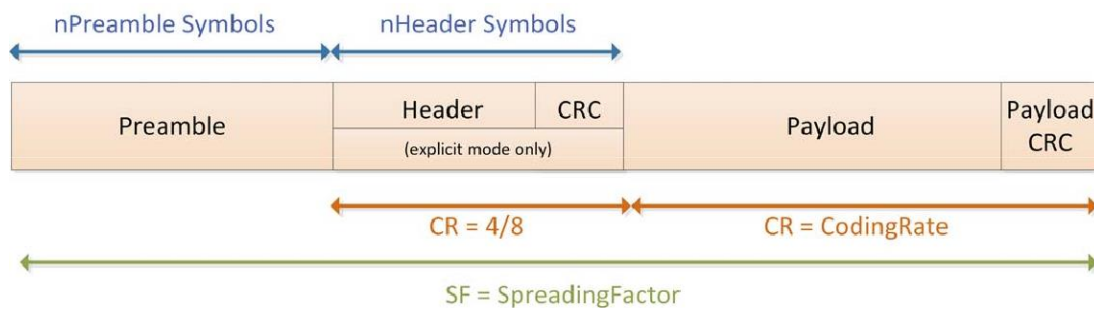 nPreamble Symbols
nHeader Symbols
Preamble
Header
CRC
(explicit mode only)
Payload
Payload
CRC
CR = 4/8
CR = CodingRate
SF = SpreadingFactor